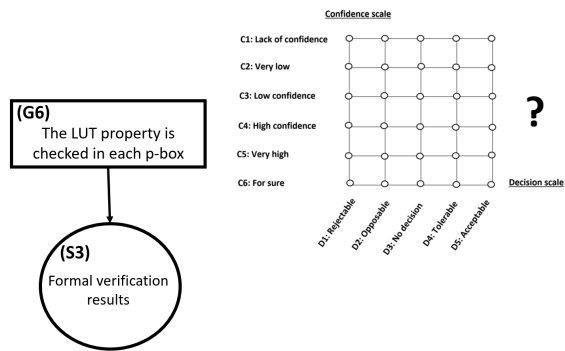 Confidence scale
C1: Lack of confidence
C2: Very low
C3: Low confidence
C4: High confidence
C5: Very high
C6: For sure
Decision scale
D1: Rejectable
D2: Opposable
D3: No decision
D4: Tolerable
D5: Acceptable
?
(G6)
The LUT property is
checked in each p-box
(S3)
Formal verification
results